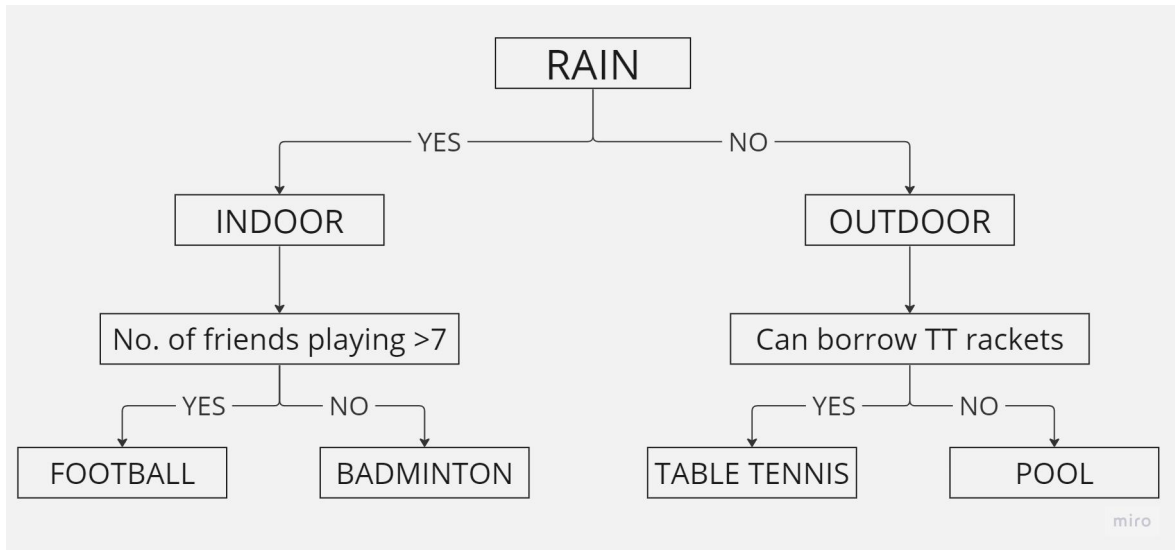 RAIN
YES
NO
INDOOR
OUTDOOR
No. of friends playing >7
Can borrow TT rackets
YES
NO
YES
NO
FOOTBALL
BADMINTON
TABLE TENNIS
POOL
miro